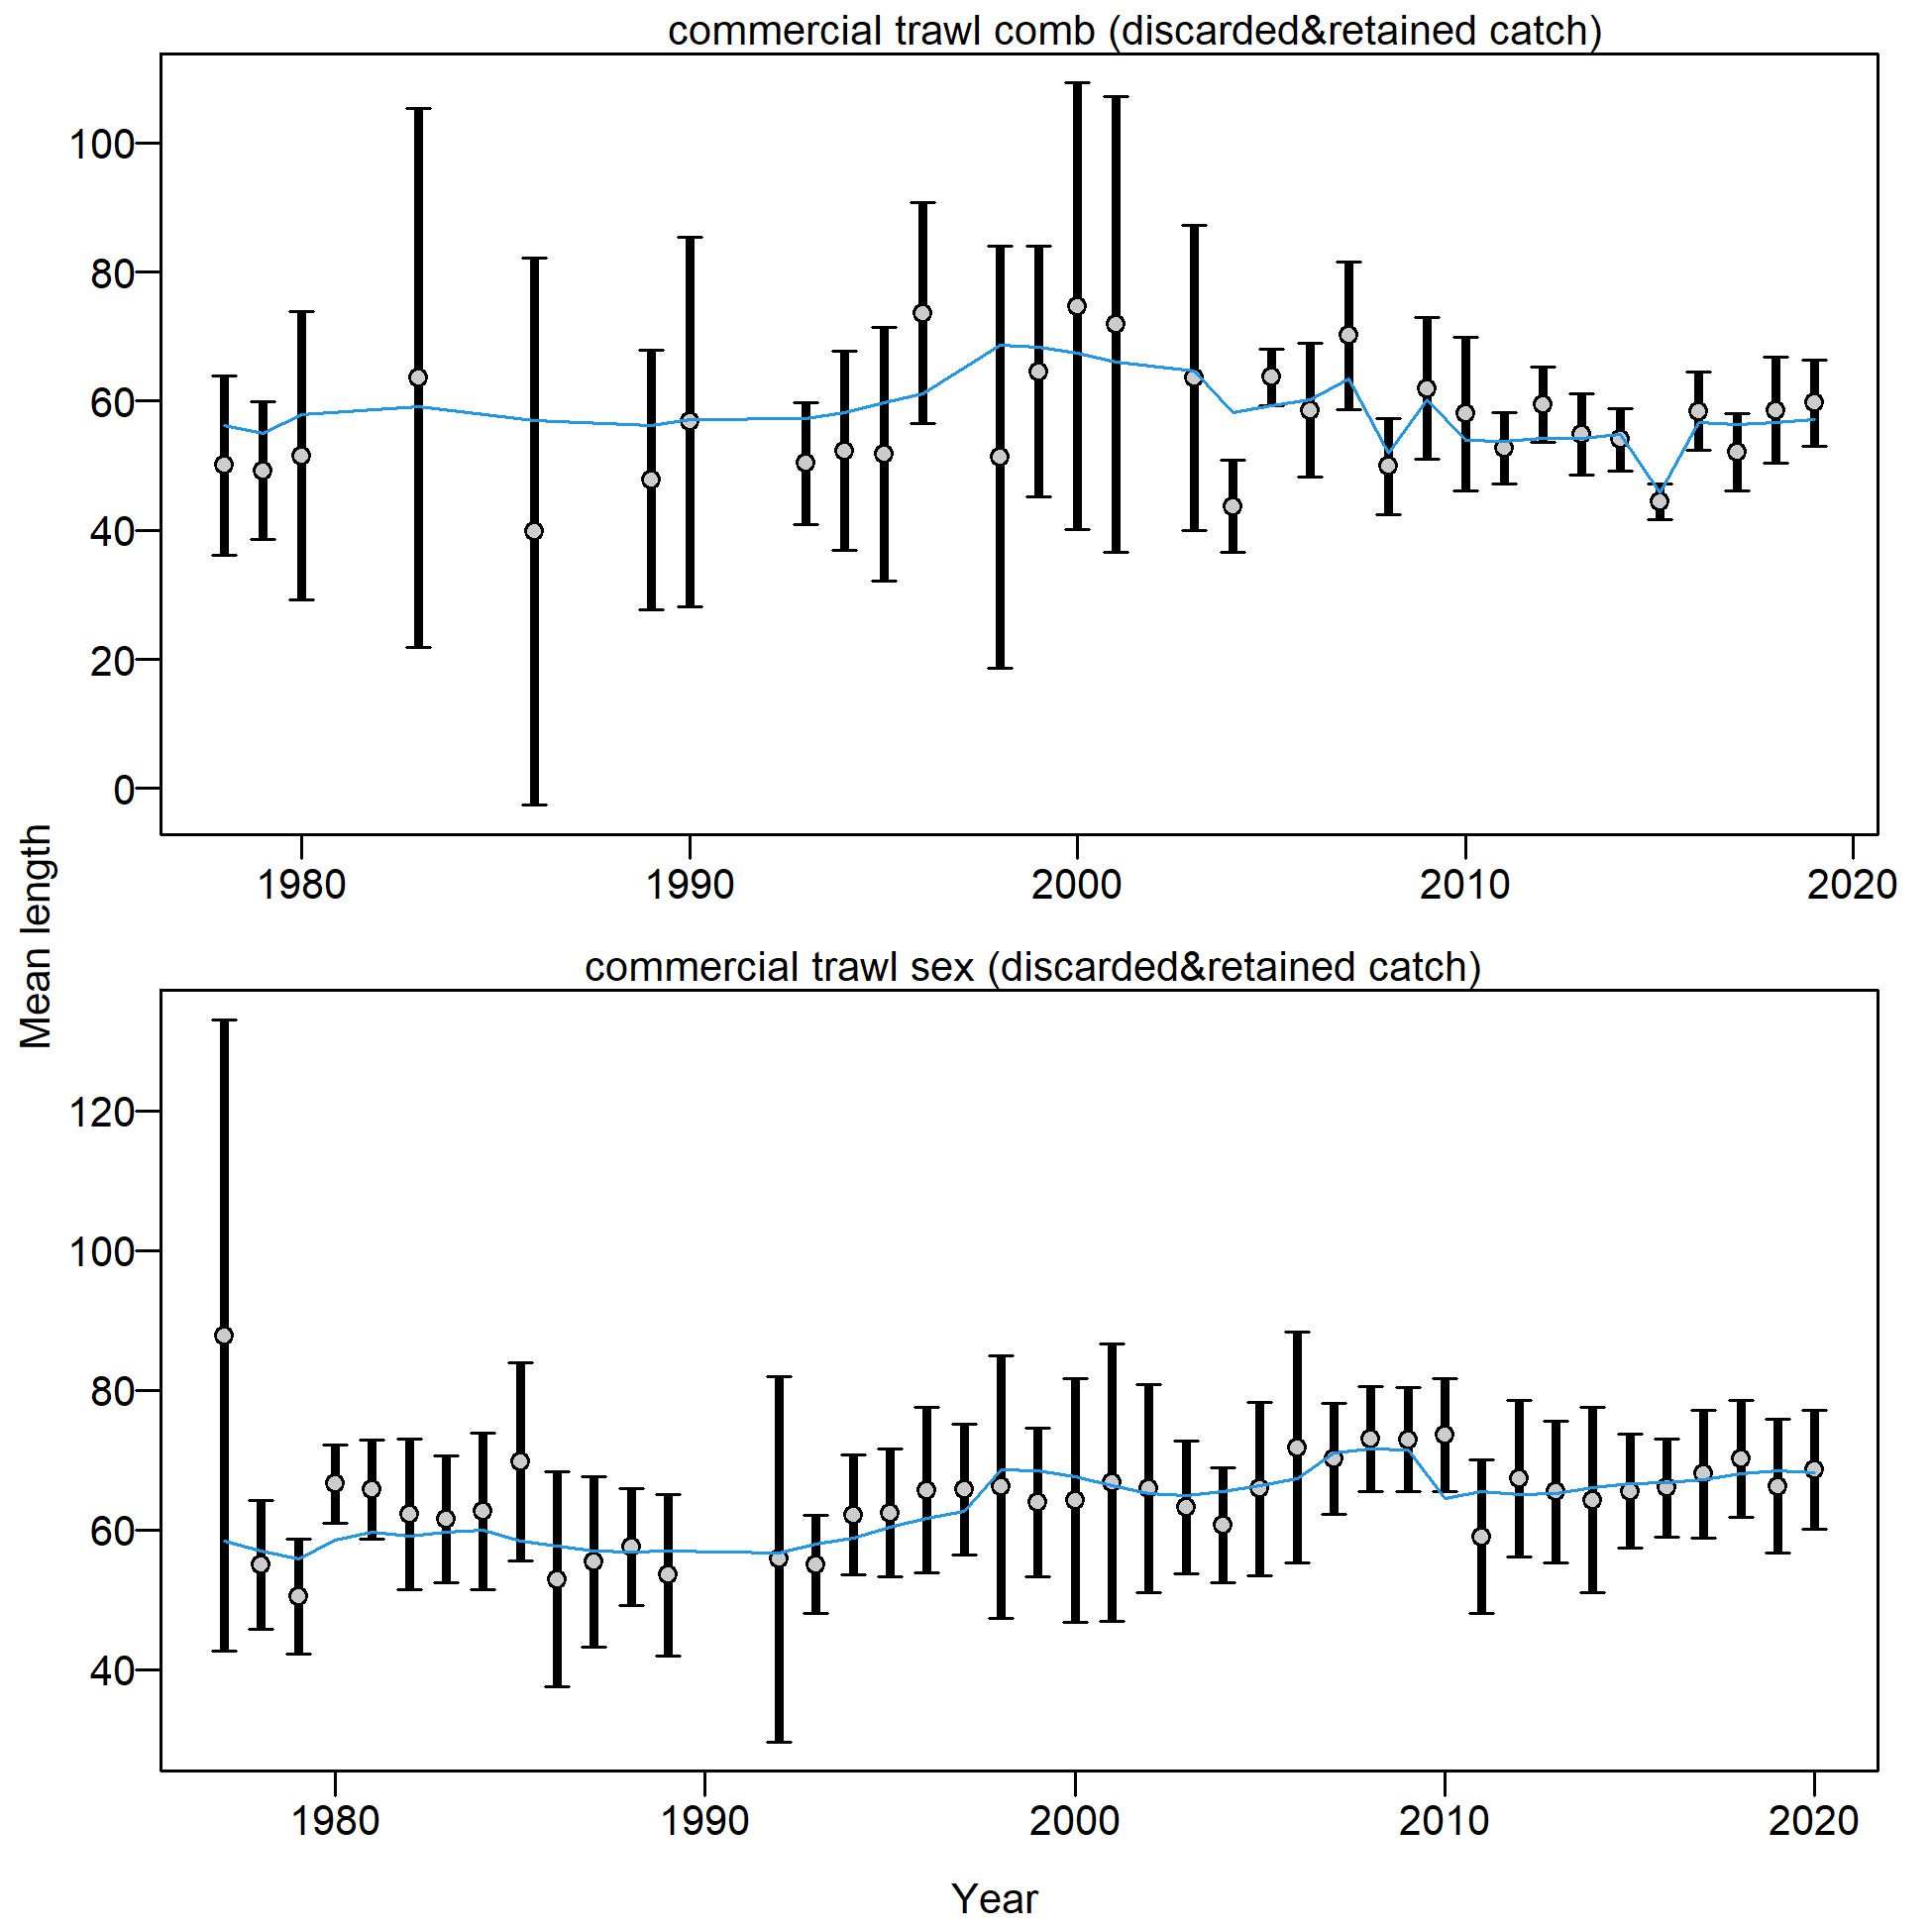 commercial trawl comb (discarded&retained catch)
100
80
60
40
20
0
1980 1990 2000 2010 2020
Mean length
commercial trawl sex (discarded&retained catch)
120
100
80
60
40
1980 1990 2000 2010 2020
Year